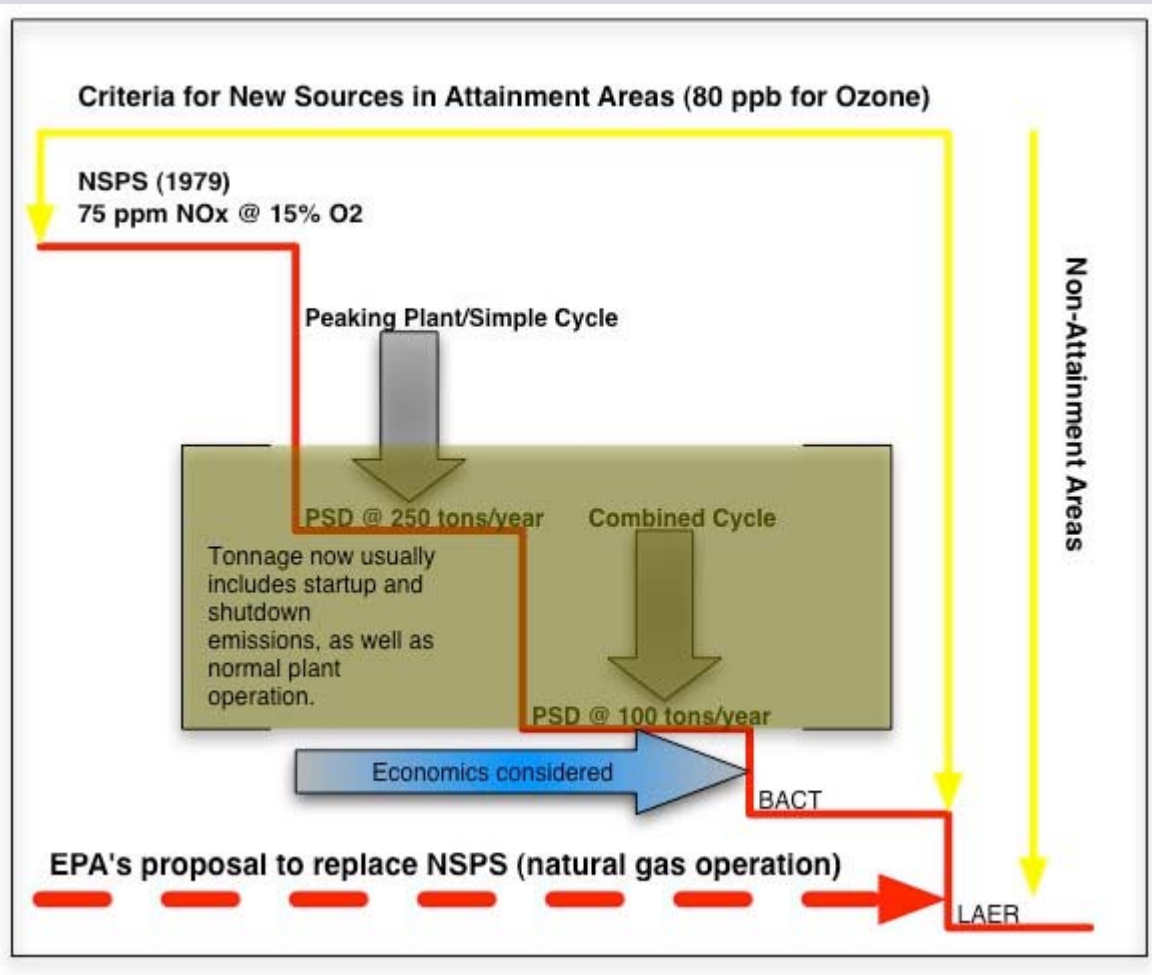 Criteria for New Sources in Attainment Areas (80 ppb for Ozone)
NSPS (1979)
75 ppm NOx @ 15% O2
Peaking Plant/Simple Cycle
Non-Attainment Areas
PSD @ 250 tons/year
Combined Cycle
Tonnage now usually
includes startup and
shutdown
emissions, as well as
normal plant
operation.
PSD @ 100 tons/year
Economics considered
BACT
EPA's proposal to replace NSPS (natural gas operation)
LAER